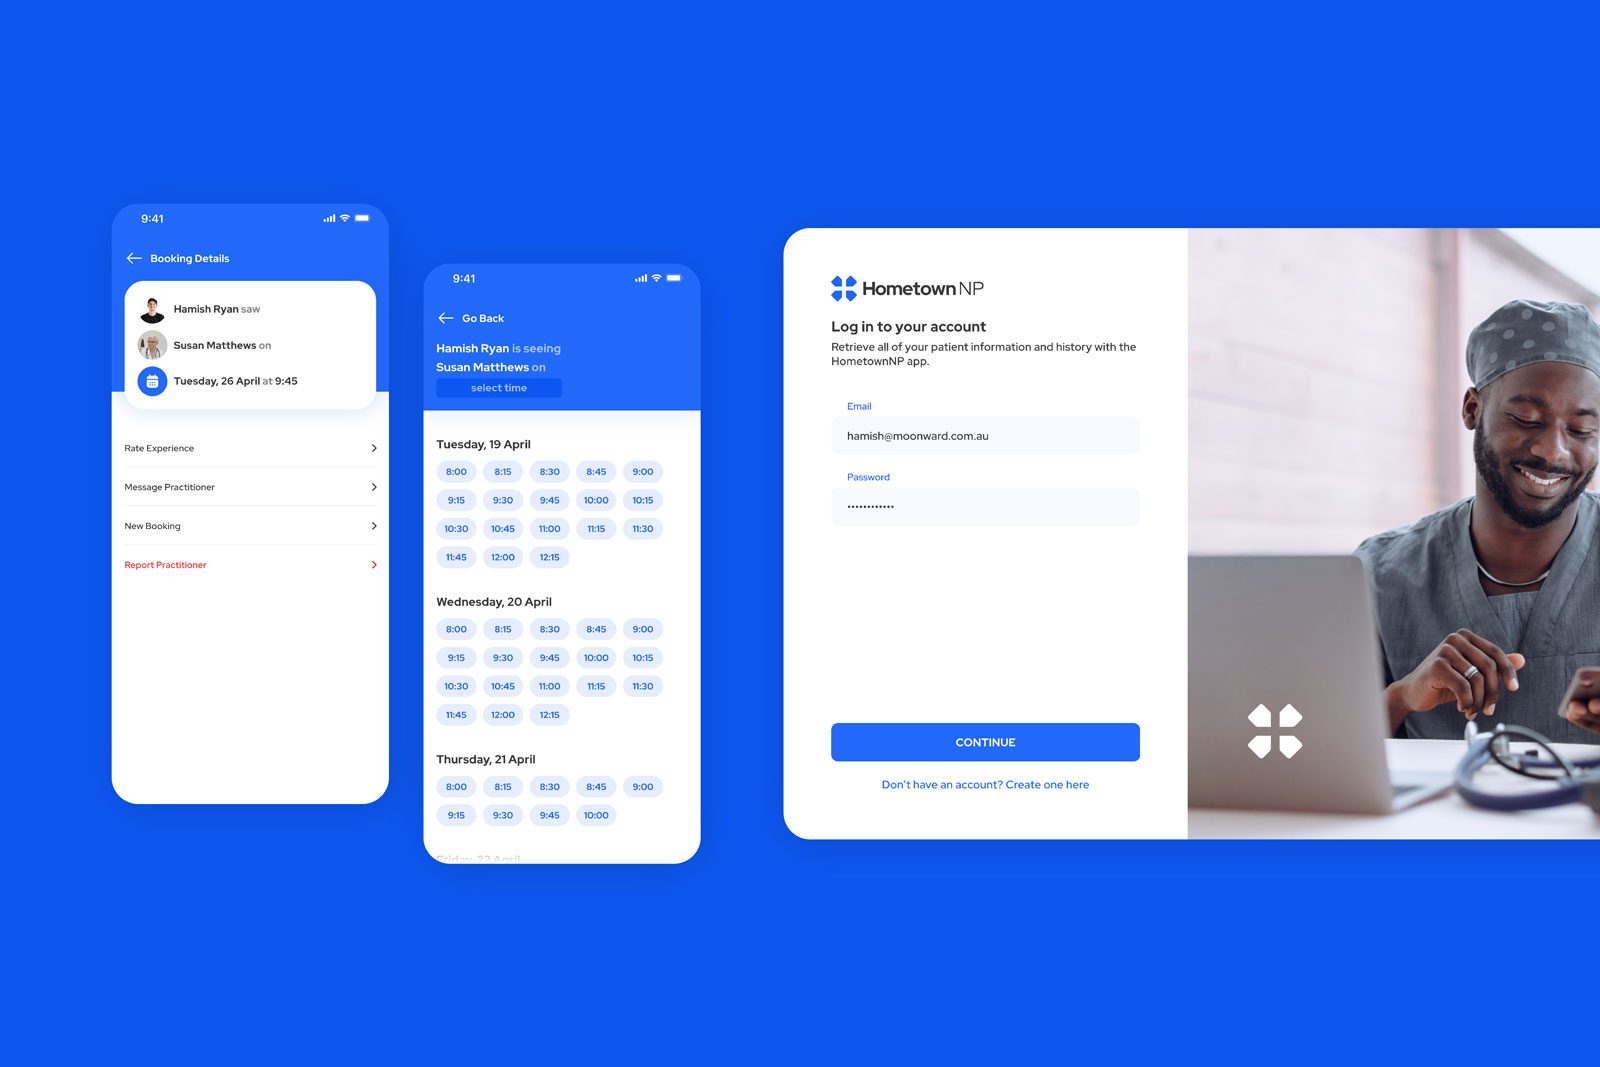 9:41
Booking Details
Hamish Ryan saw
Susan Matthews on
Tuesday, 26 April at 9:45
Rate Experience
Message Practitioner
New Booking
Report Practitioner
9:41
Go Back
Hamish Ryan is seeing
Susan Matthews on
select time
Tuesday, 19 April
8:00 8:15 8:30 8:45 9:00
9:15 9:30 9:45 10:00 10:15
10:30 10:45 11:00 11:15 11:30
11:45 12:00 12:15
Wednesday, 20 April
8:00 8:15 8:30 8:45 9:00
9:15 9:30 9:45 10:00 10:15
10:30 10:45 11:00 11:15 11:30
11:45 12:00 12:15
Thursday, 21 April
8:00 8:15 8:30 8:45 9:00
9:15 9:30 9:45 10:00
Friday, 22 April
Hometown NP
Log in to your account
Retrieve all of your patient information and history with the
HometownNP app.
Email
hamish@moonward.com.au
Password
••••••••••••
CONTINUE
Don't have an account? Create one here